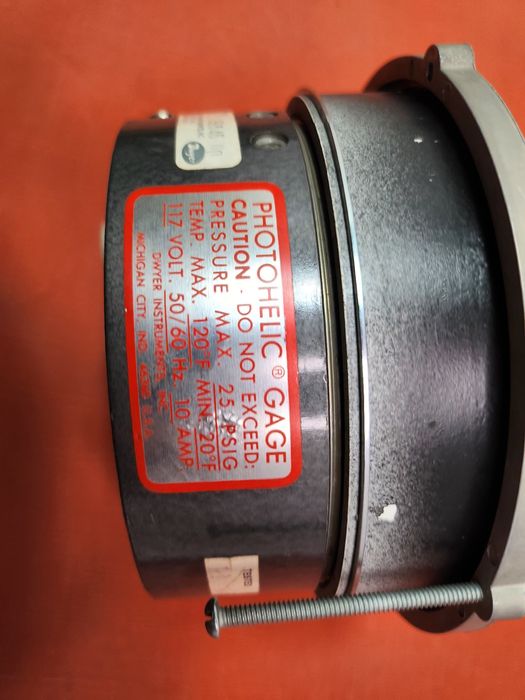 PHOTOHELIC® GAGE
CAUTION · DO NOT EXCEED:
PRESSURE MAX. 25 PSIG
TEMP. MAX. 120°F MIN. 20°F
117 VOLT. 50/60 Hz. 10 AMP.
DWYER INSTRUMENTS, INC.
MICHIGAN CITY, IND. U.S.A.
Dwyer